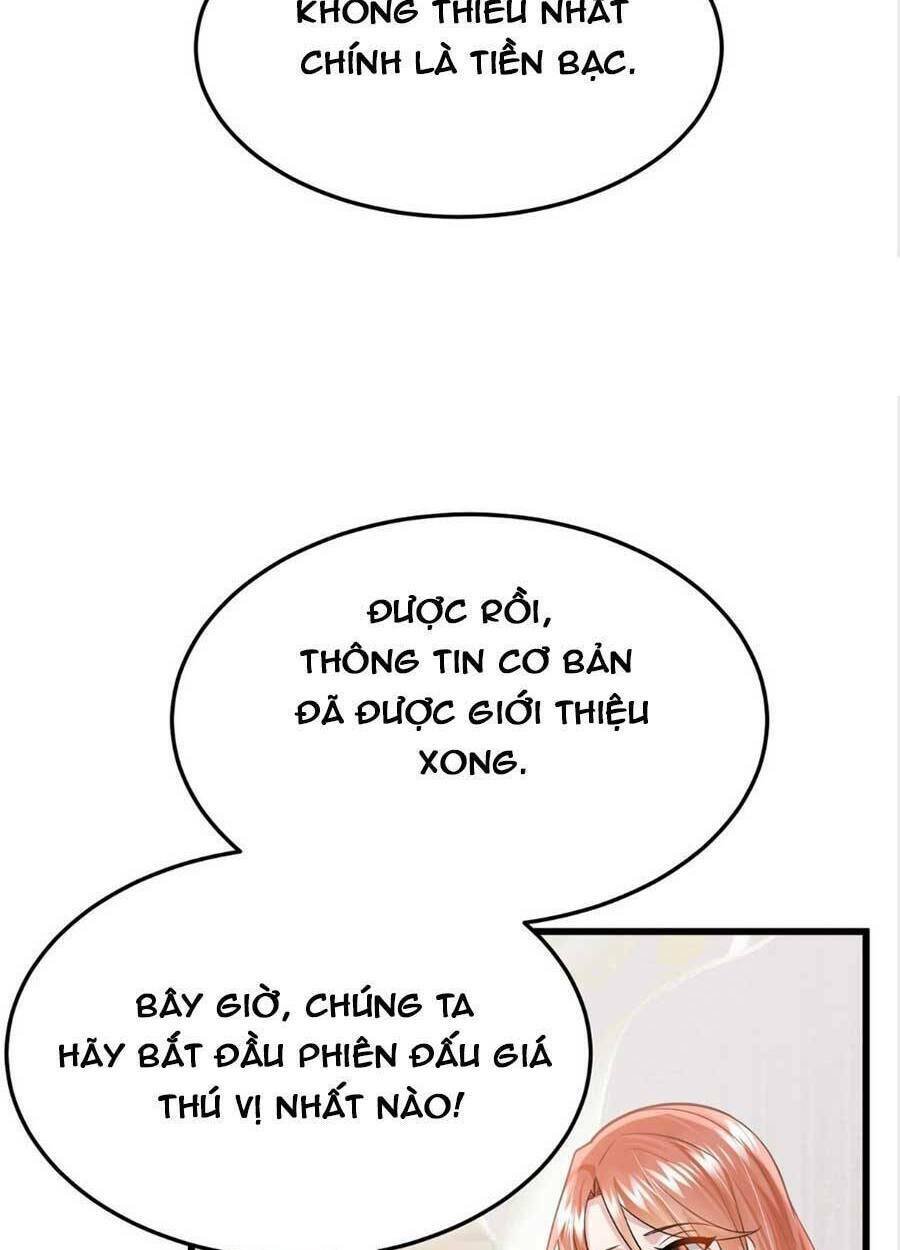 KHÔNG THIẾU NHẤT
CHÍNH LÀ TIỀN BẠC.
ĐƯỢC RỒI,
THÔNG TIN CƠ BẢN
ĐÃ ĐƯỢC GIỚI THIỆU
XONG.
BÂY GIỜ, CHÚNG TA
HÃY BẮT ĐẦU PHIÊN ĐẤU GIÁ
THÚ VỊ NHẤT NÀO!